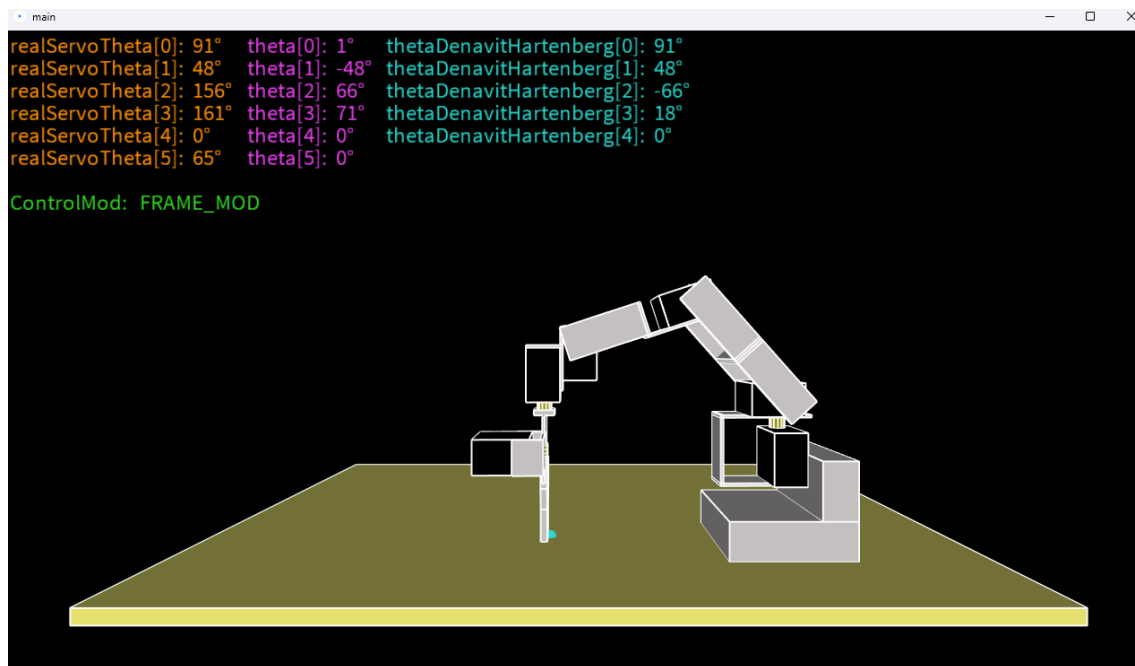 main
realServoTheta[0]: 91° theta[0]: 1° thetaDenavitHartenberg[0]: 91°
realServoTheta[1]: 48° theta[1]: -48° thetaDenavitHartenberg[1]: 48°
realServoTheta[2]: 156° theta[2]: 66° thetaDenavitHartenberg[2]: -66°
realServoTheta[3]: 161° theta[3]: 71° thetaDenavitHartenberg[3]: 18°
realServoTheta[4]: 0° theta[4]: 0° thetaDenavitHartenberg[4]: 0°
realServoTheta[5]: 65° theta[5]: 0°
ControlMod: FRAME_MOD